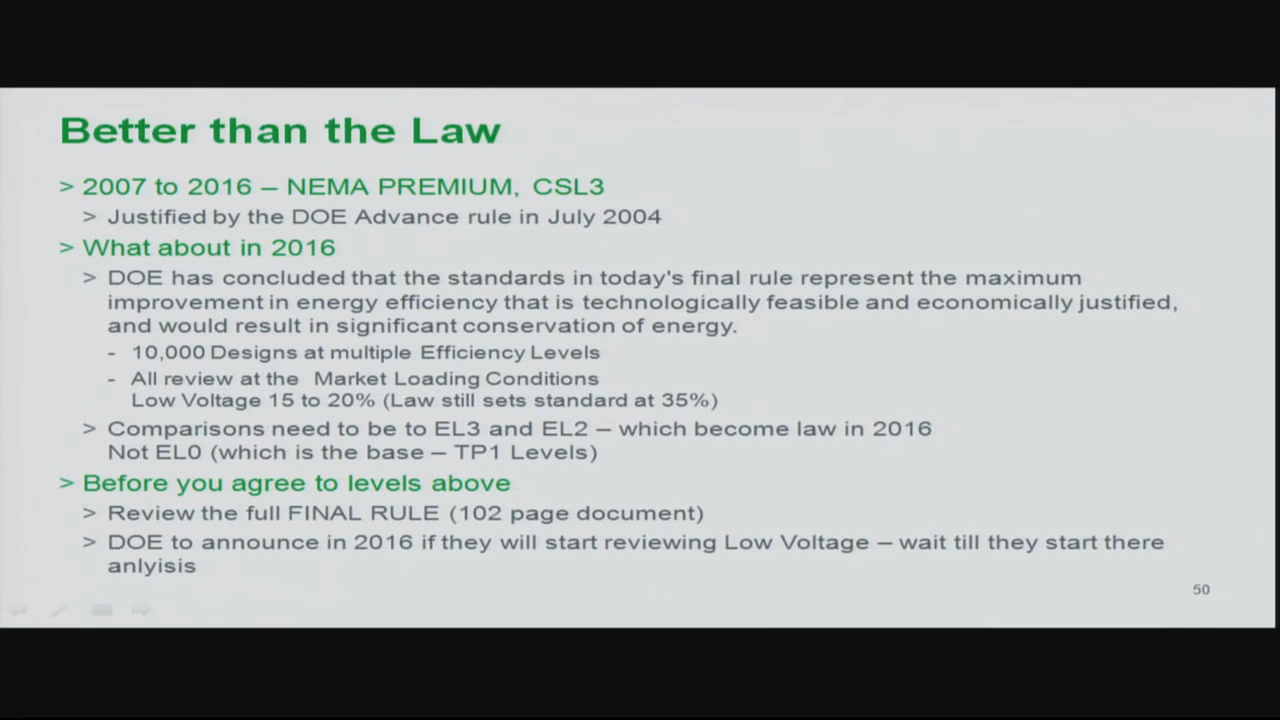 Better than the Law
> 2007 to 2016 – NEMA PREMIUM, CSL3
> Justified by the DOE Advance rule in July 2004
> What about in 2016
> DOE has concluded that the standards in today's final rule represent the maximum
improvement in energy efficiency that is technologically feasible and economically justified,
and would result in significant conservation of energy.
- 10,000 Designs at multiple Efficiency Levels
- All review at the Market Loading Conditions
Low Voltage 15 to 20% (Law still sets standard at 35%)
> Comparisons need to be to EL3 and EL2 – which become law in 2016
Not EL0 (which is the base – TP1 Levels)
> Before you agree to levels above
> Review the full FINAL RULE (102 page document)
> DOE to announce in 2016 if they will start reviewing Low Voltage – wait till they start there
anlyisis
50